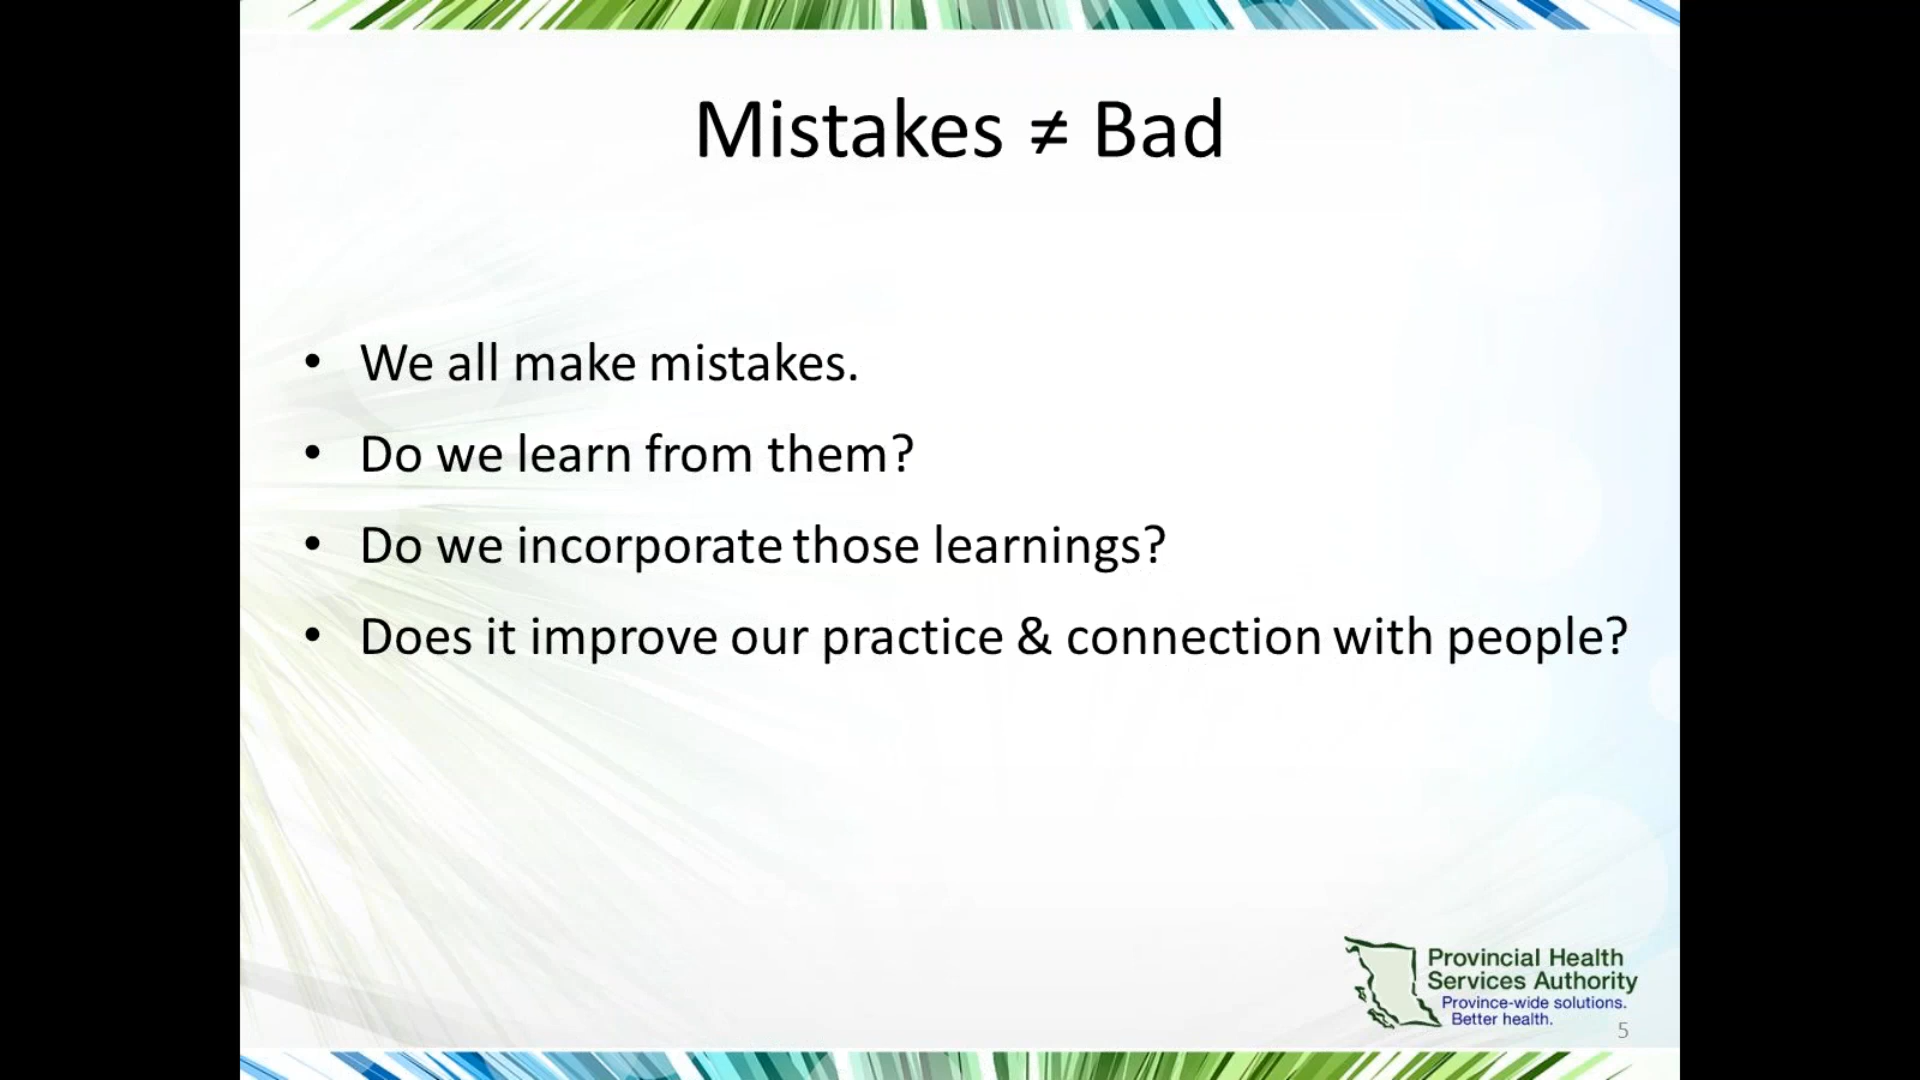 Mistakes ≠ Bad
• We all make mistakes.
• Do we learn from them?
• Do we incorporate those learnings?
• Does it improve our practice & connection with people?
Provincial Health
Services Authority
Province-wide solutions.
Better health.
5